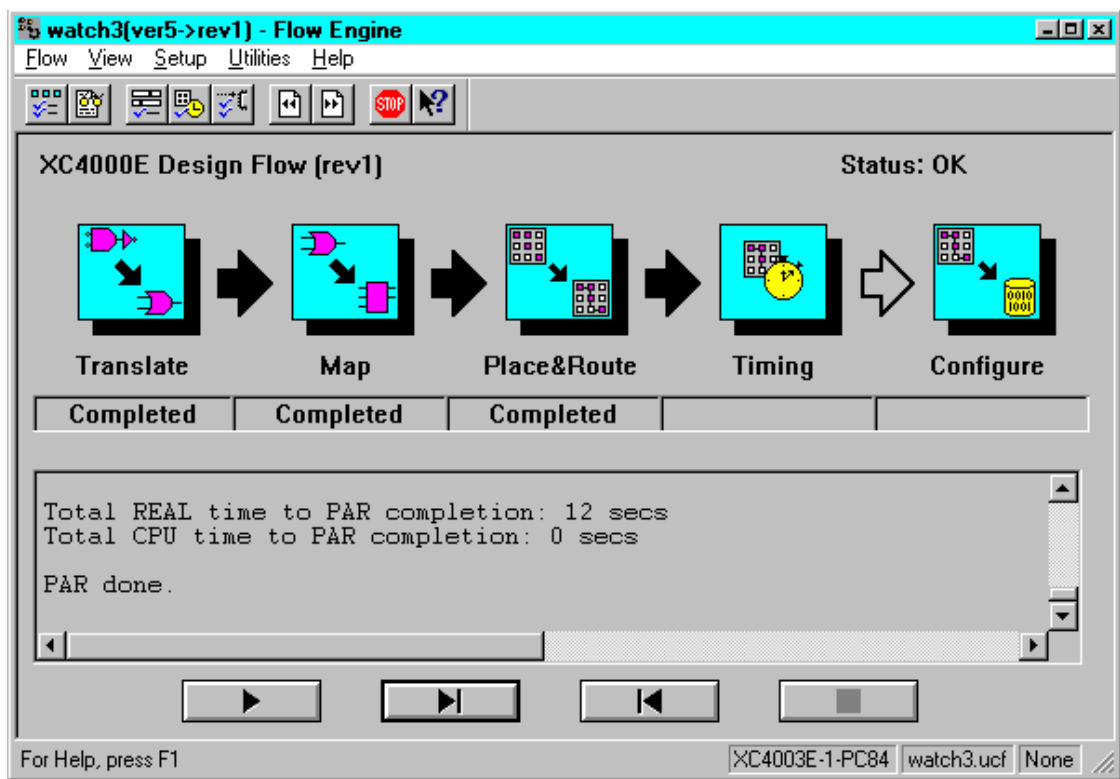 watch3(ver5->rev1) - Flow Engine
Flow View Setup Utilities Help
STOP
XC4000E Design Flow (rev1) Status: OK
0010
1001
Translate Map Place&Route Timing Configure
Completed Completed Completed
Total REAL time to PAR completion: 12 secs
Total CPU time to PAR completion: 0 secs
PAR done.
For Help, press F1 XC4003E-1-PC84 watch3.ucf None